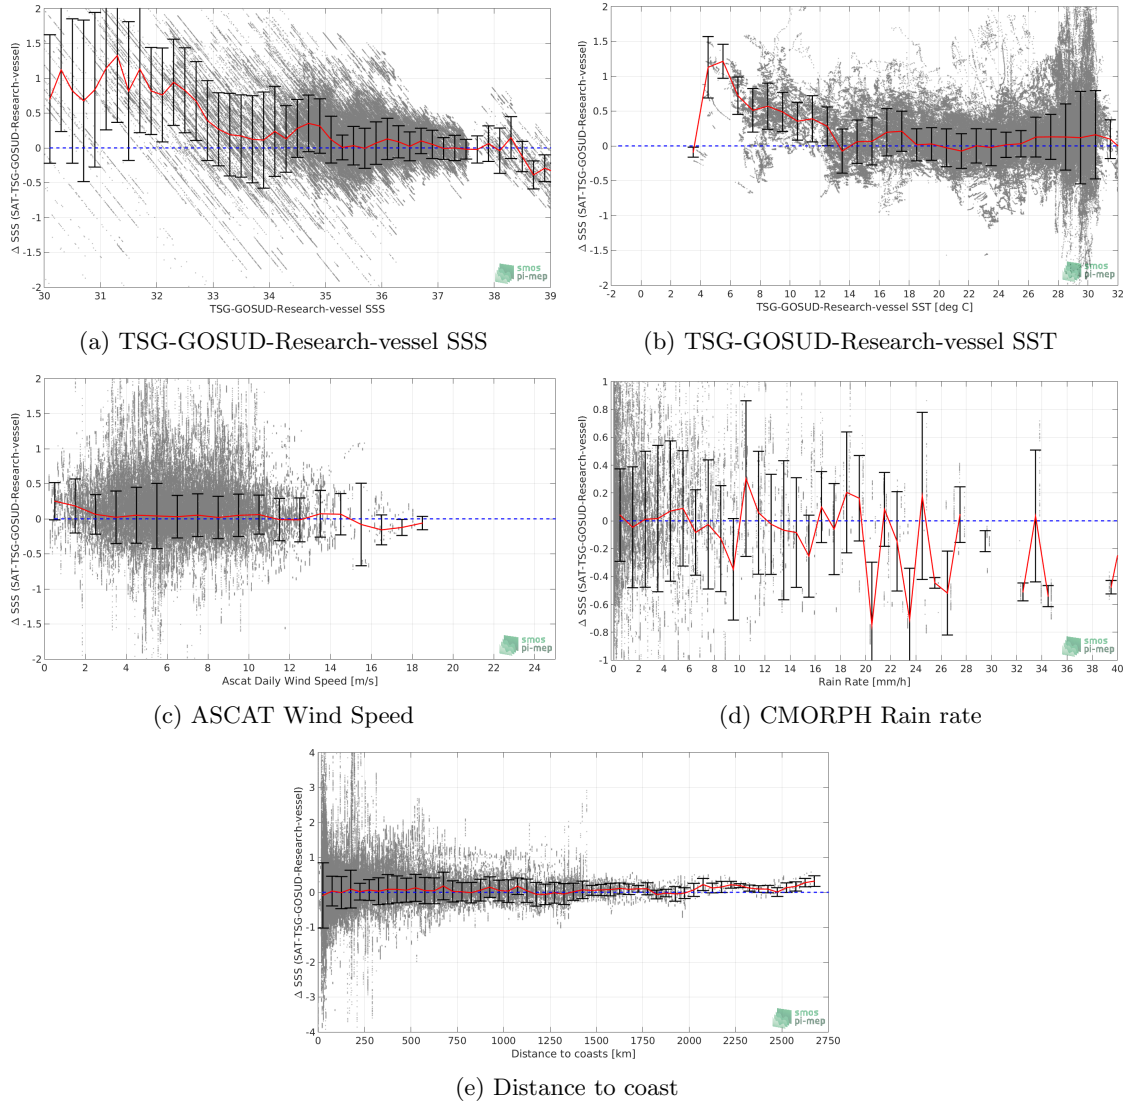 2
1.5
1
0.5
0
-0.5
-1
-1.5
-2
Δ SSS (SAT-TSG-GOSUD-Research-vessel)
30 31 32 33 34 35 36 37 38 39
TSG-GOSUD-Research-vessel SSS
smos
pi-mep
(a) TSG-GOSUD-Research-vessel SSS
2
1.5
1
0.5
0
-0.5
-1
-1.5
-2
Δ SSS (SAT-TSG-GOSUD-Research-vessel)
-2 0 2 4 6 8 10 12 14 16 18 20 22 24 26 28 30 32
TSG-GOSUD-Research-vessel SST [deg C]
smos
pi-mep
(b) TSG-GOSUD-Research-vessel SST
2
1.5
1
0.5
0
-0.5
-1
-1.5
-2
Δ SSS (SAT-TSG-GOSUD-Research-vessel)
0 2 4 6 8 10 12 14 16 18 20 22 24
Ascat Daily Wind Speed [m/s]
smos
pi-mep
(c) ASCAT Wind Speed
1
0.8
0.6
0.4
0.2
0
-0.2
-0.4
-0.6
-0.8
-1
Δ SSS (SAT-TSG-GOSUD-Research-vessel)
0 2 4 6 8 10 12 14 16 18 20 22 24 26 28 30 32 34 36 38 40
Rain Rate [mm/h]
smos
pi-mep
(d) CMORPH Rain rate
4
3
2
1
0
-1
-2
-3
-4
Δ SSS (SAT-TSG-GOSUD-Research-vessel)
0 250 500 750 1000 1250 1500 1750 2000 2250 2500 2750
Distance to coasts [km]
smos
pi-mep
(e) Distance to coast